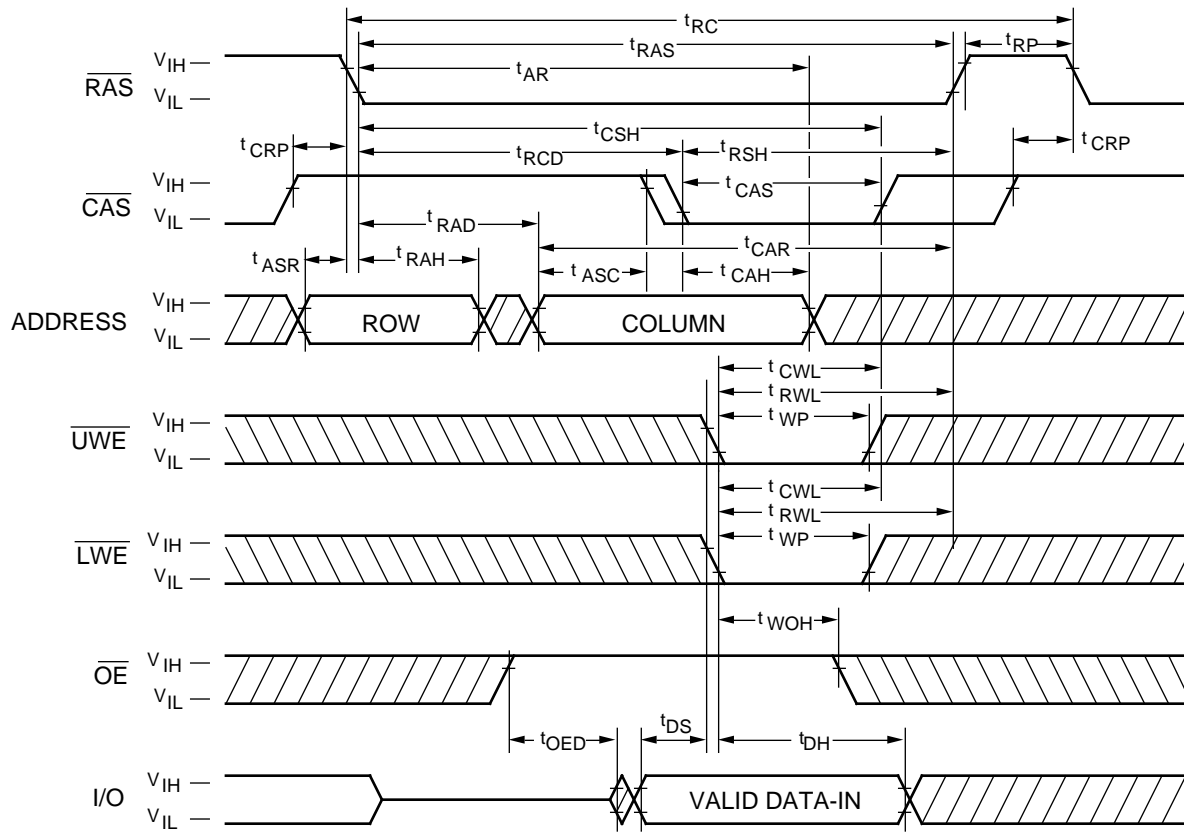 tRC
tRAS
tRP
tAR
RAS
VIH
VIL
tCSH
tCRP
tRCD
tRSH
tCRP
CAS
VIH
VIL
tCAS
tRAD
tCAR
tASR
tRAH
tASC
tCAH
ADDRESS
VIH
VIL
ROW
COLUMN
tCWL
tRWL
tWP
UWE
VIH
VIL
tCWL
tRWL
tWP
LWE
VIH
VIL
tWOH
OE
VIH
VIL
tOED
tDS
tDH
I/O
VIH
VIL
VALID DATA-IN